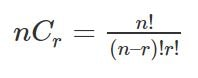 nCᵣ = n! / (n–r)!r!